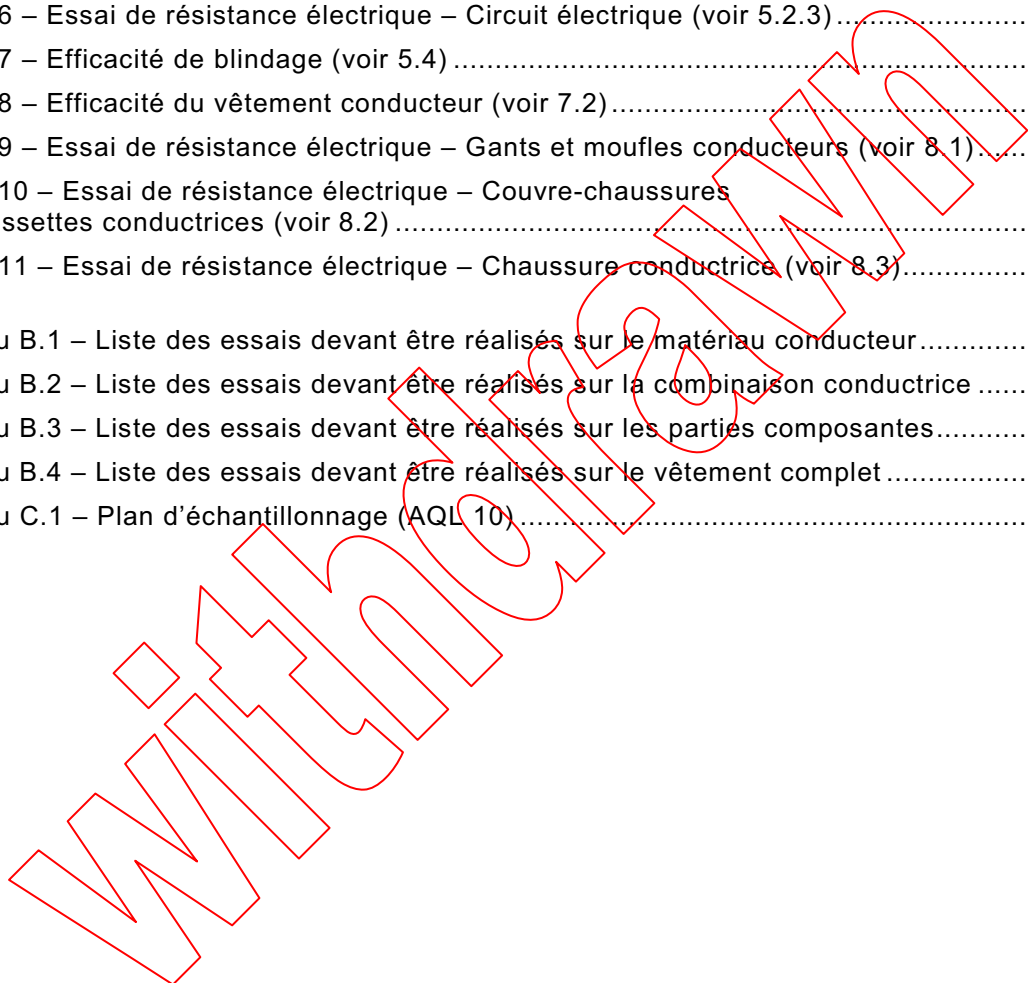 6 – Essai de résistance électrique – Circuit électrique (voir 5.2.3)
7 – Efficacité de blindage (voir 5.4)
8 – Efficacité du vêtement conducteur (voir 7.2)
9 – Essai de résistance électrique – Gants et moufles conducteurs (voir 8.1)
10 – Essai de résistance électrique – Couvre-chaussures
ssettes conductrices (voir 8.2)
11 – Essai de résistance électrique – Chaussure conductrice (voir 8.3)
u B.1 – Liste des essais devant être réalisés sur le matériau conducteur
u B.2 – Liste des essais devant être réalisés sur la combinaison conductrice
u B.3 – Liste des essais devant être réalisés sur les parties composantes
u B.4 – Liste des essais devant être réalisés sur le vêtement complet
u C.1 – Plan d'échantillonnage (AQL 10)
withdrawn